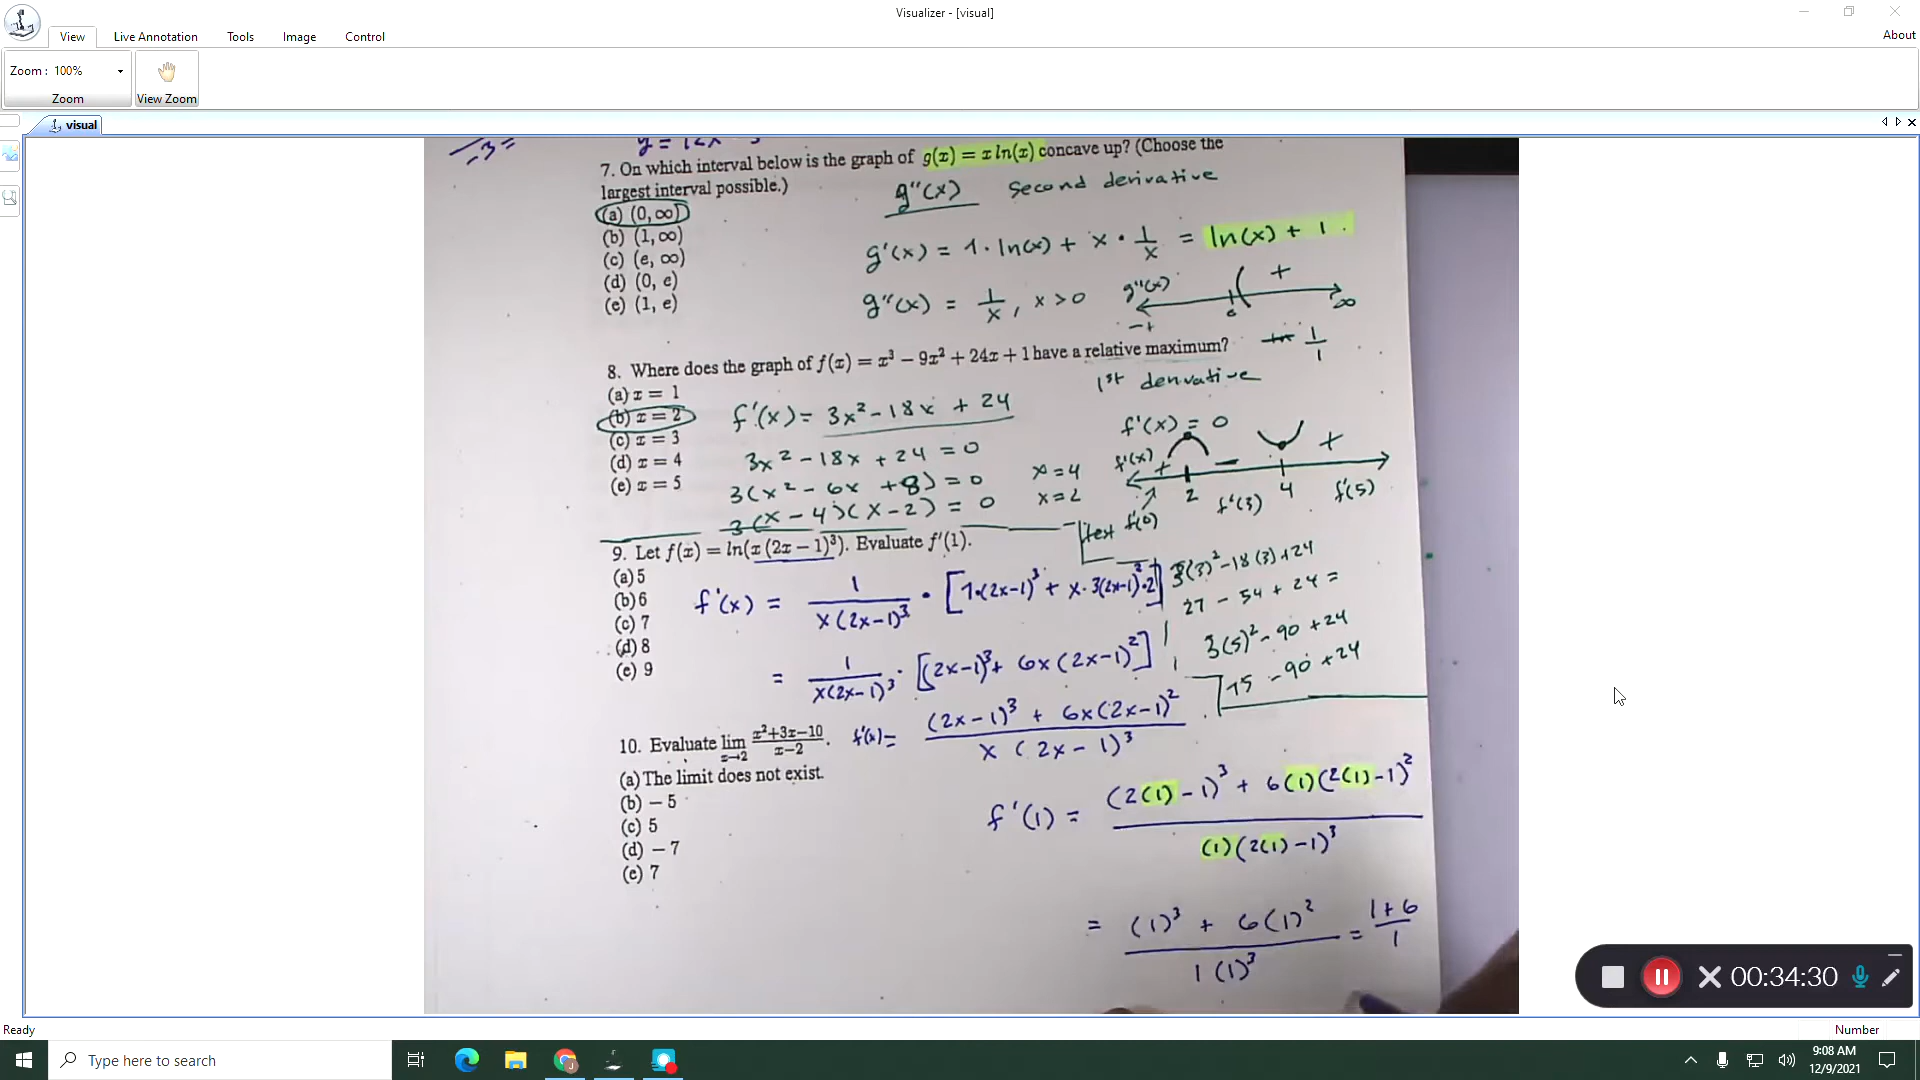 Visualizer - [visual]
View Live Annotation Tools Image Control About
Zoom : 100%
Zoom View Zoom
visual
-3 =
7. On which interval below is the graph of g(x) = x ln(x) concave up? (Choose the
largest interval possible.)
g''(x) Second derivative
(a) (0, ∞)
(b) (1, ∞)
(c) (e, ∞)
(d) (0, e)
(e) (1, e)
g'(x) = 1 · ln(x) + x · 1/x = ln(x) + 1.
g''(x) = 1/x, x > 0
g''(x) + ∞
1/1
8. Where does the graph of f(x) = x³ − 9x² + 24x + 1 have a relative maximum?
1st derivative
(a) x = 1
(b) x = 2
(c) x = 3
(d) x = 4
(e) x = 5
f'(x) = 3x² − 18x + 24
3x² − 18x + 24 = 0
3(x² − 6x + 8) = 0
3(x − 4)(x − 2) = 0
x = 4
x = 2
f'(x) = 0
f'(x) + − +
2 4
test f'(0) f'(3) f'(5)
9. Let f(x) = ln(x (2x − 1)³). Evaluate f'(1).
(a) 5
(b) 6
(c) 7
(d) 8
(e) 9
f'(x) = 1/x(2x−1)³ · [1·(2x−1)³ + x·3(2x−1)²·2]
= 1/x(2x−1)³ · [(2x−1)³ + 6x(2x−1)²]
3(3)² − 18(3) + 24
27 − 54 + 24 =
3(5)² − 90 + 24
75 − 90 + 24
f'(x) = (2x−1)³ + 6x(2x−1)² / x(2x−1)³
10. Evaluate lim x→2 x²+3x−10/x−2.
(a) The limit does not exist.
(b) − 5
(c) 5
(d) − 7
(e) 7
f'(1) = (2(1) − 1)³ + 6(1)(2(1)−1)² / (1)(2(1)−1)³
= (1)³ + 6(1)² / 1(1)³ = 1+6/1
00:34:30
Ready Number
Type here to search
9:08 AM
12/9/2021